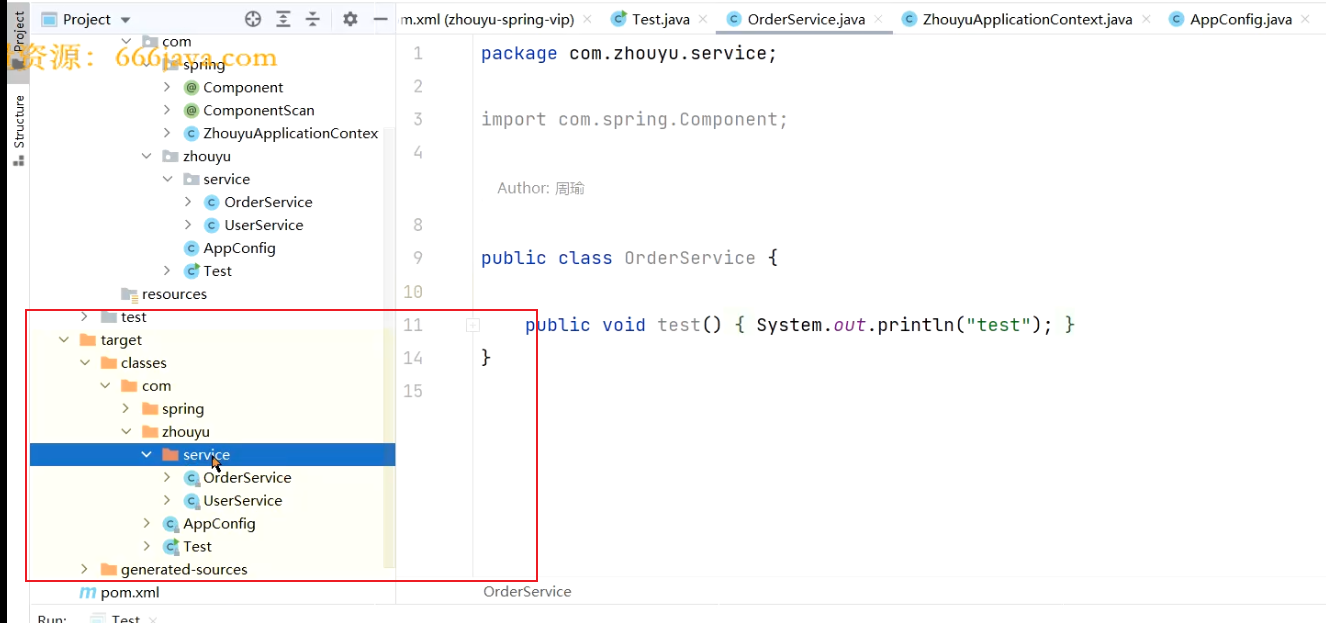 Project
m.xml (zhouyu-spring-vip)
Test.java
OrderService.java
ZhouyuApplicationContext.java
AppConfig.java
Project
Structure
资源：666java.com
com
spring
Component
ComponentScan
ZhouyuApplicationContex
zhouyu
service
OrderService
UserService
AppConfig
Test
resources
test
target
classes
com
spring
zhouyu
service
OrderService
UserService
AppConfig
Test
generated-sources
pom.xml
1 package com.zhouyu.service;
2
3 import com.spring.Component;
4
Author: 周瑜
8
9 public class OrderService {
10
11 public void test() { System.out.println("test"); }
14 }
15
OrderService
Run: Test